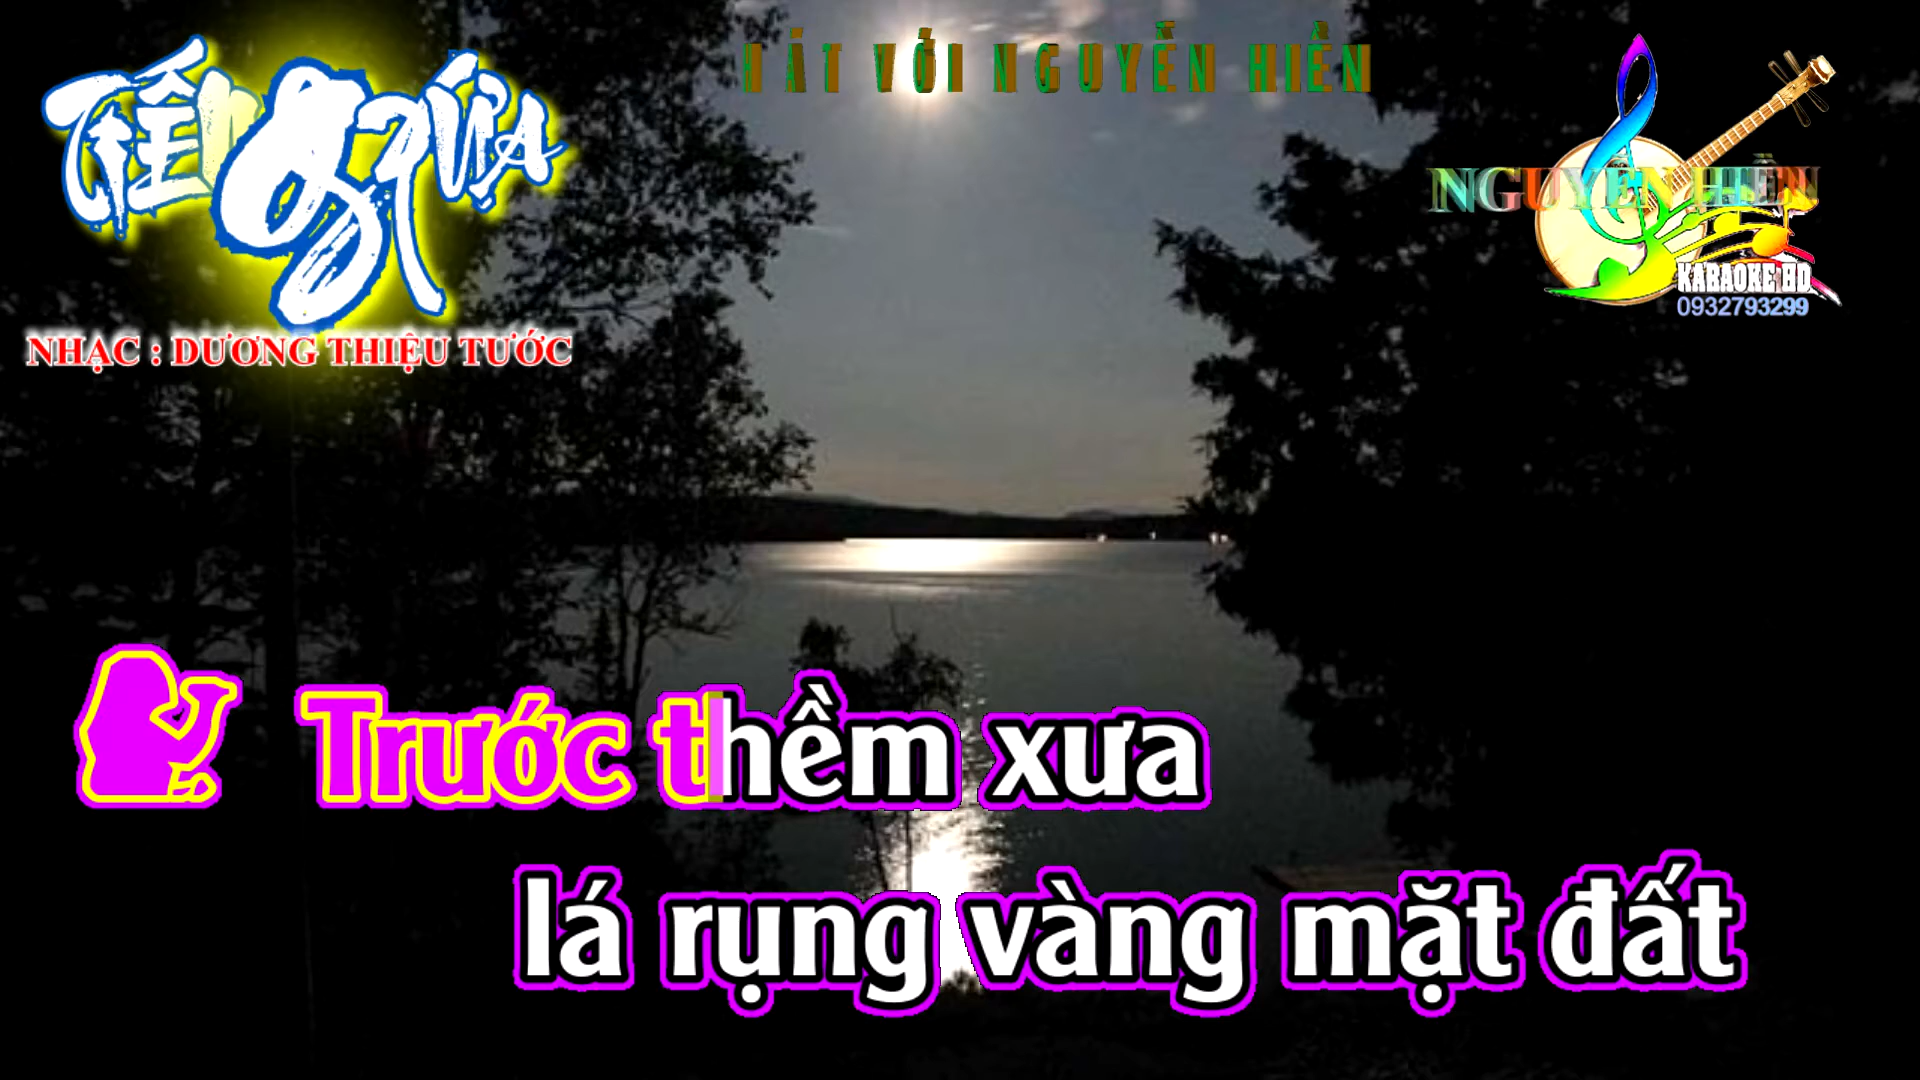 HÁT VỚI NGUYỄN HIỀN
TIẾNG XƯA
NHẠC : DƯƠNG THIỆU TƯỚC
NGUYỄN HIỀN
KARAOKE HD
0932793299
Trước thềm xưa
lá rụng vàng mặt đất